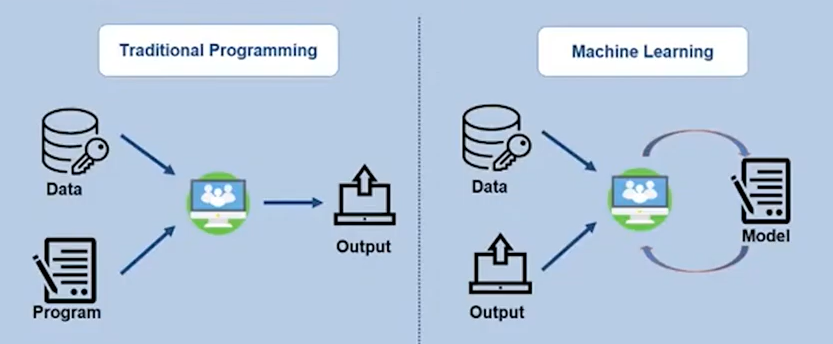 Traditional Programming
Data
Program
Output
Machine Learning
Data
Output
Model